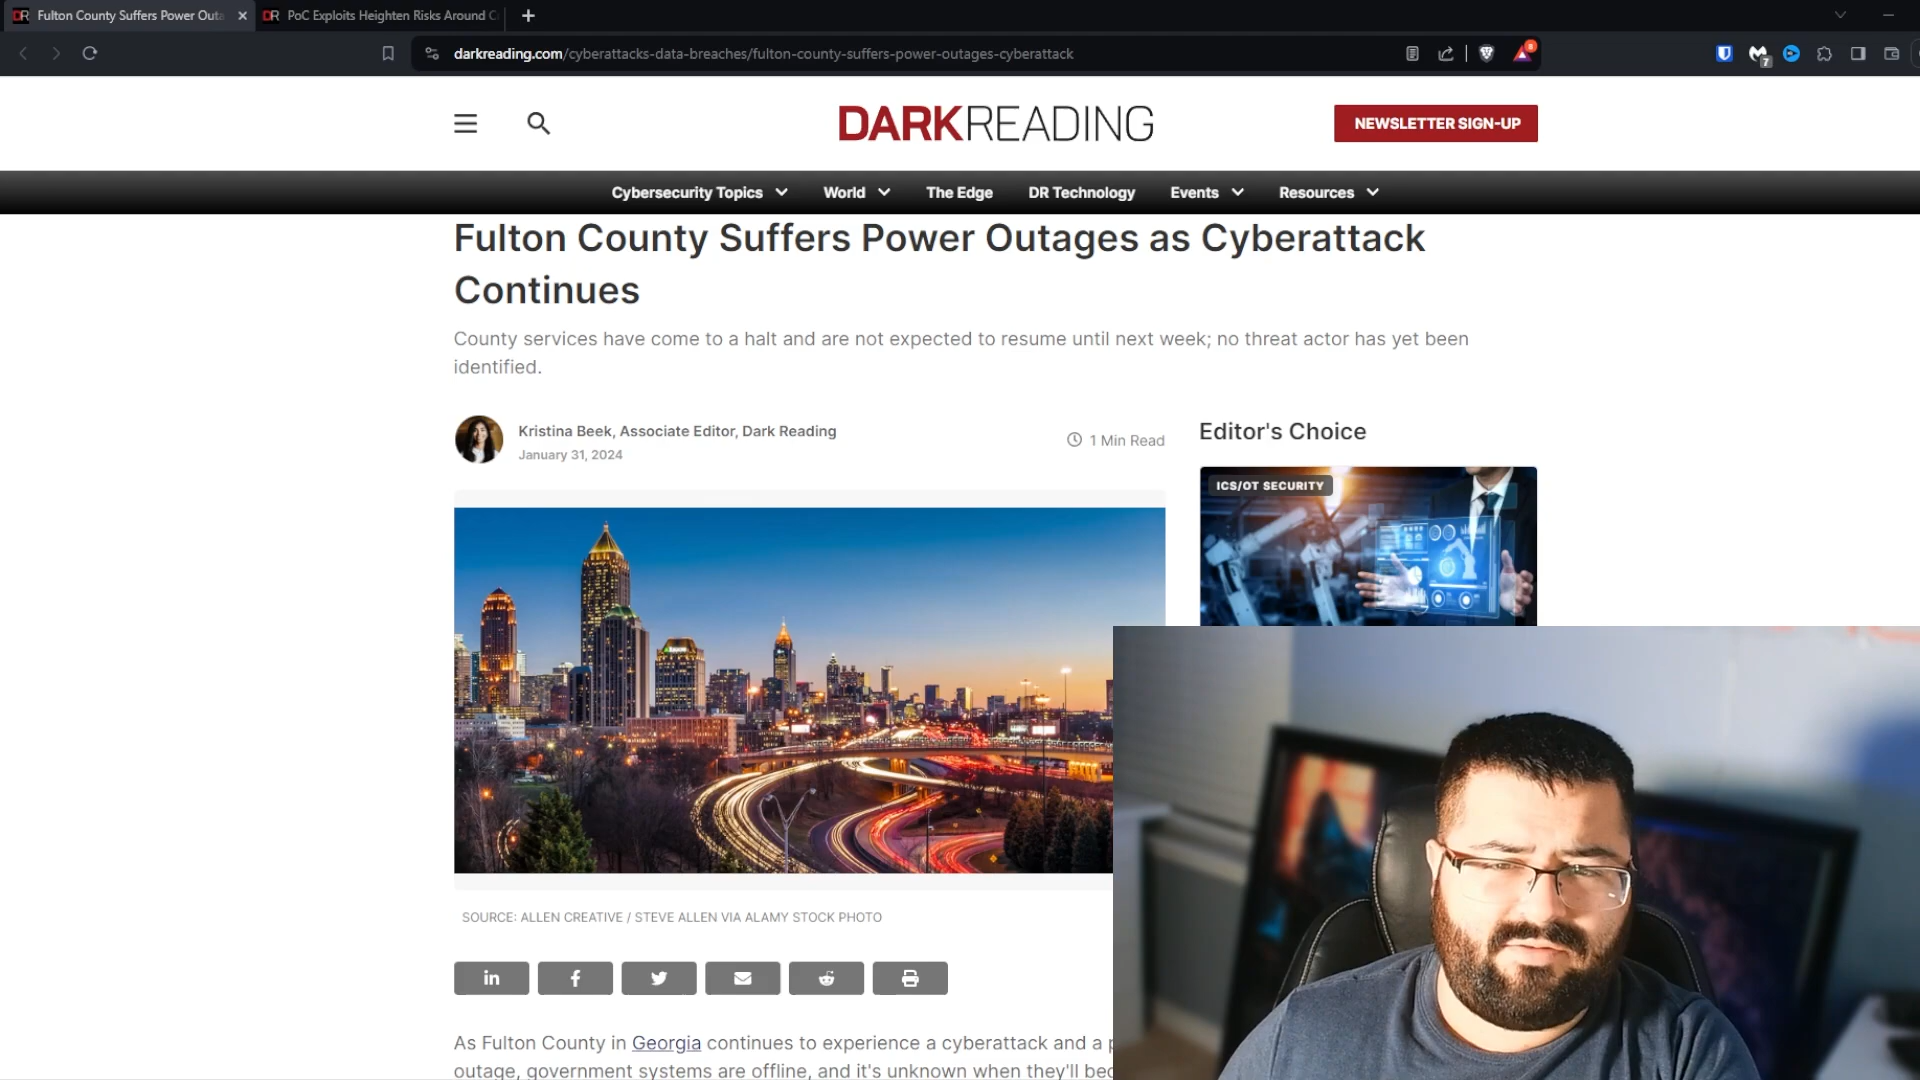 Fulton County Suffers Power Outa
PoC Exploits Heighten Risks Around C
darkreading.com/cyberattacks-data-breaches/fulton-county-suffers-power-outages-cyberattack
8
7
DARKREADING
NEWSLETTER SIGN-UP
Cybersecurity Topics World The Edge DR Technology Events Resources
Fulton County Suffers Power Outages as Cyberattack
Continues
County services have come to a halt and are not expected to resume until next week; no threat actor has yet been
identified.
Kristina Beek, Associate Editor, Dark Reading
January 31, 2024
1 Min Read
Editor's Choice
ICS/OT SECURITY
SOURCE: ALLEN CREATIVE / STEVE ALLEN VIA ALAMY STOCK PHOTO
As Fulton County in Georgia continues to experience a cyberattack and a p
outage, government systems are offline, and it's unknown when they'll bec